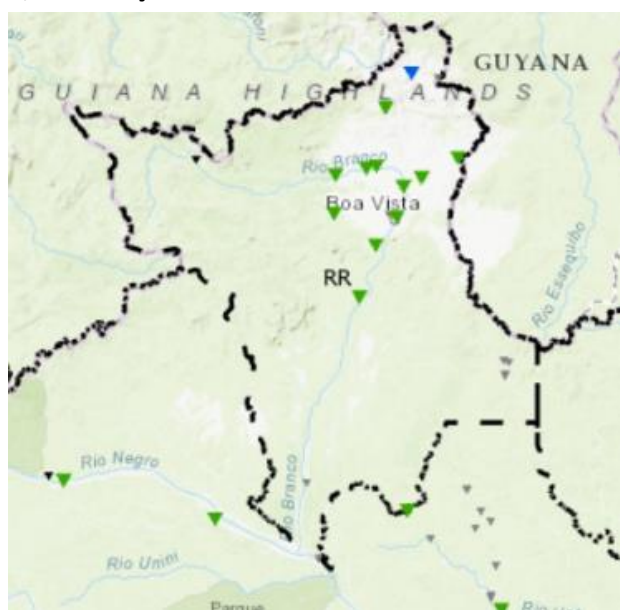 GUYANA
GUIANA HIGHLANDS
Rio Branco
Boa Vista
Rio Essequibo
RR
Rio Negro
Rio Branco
Rio Unini
Parque